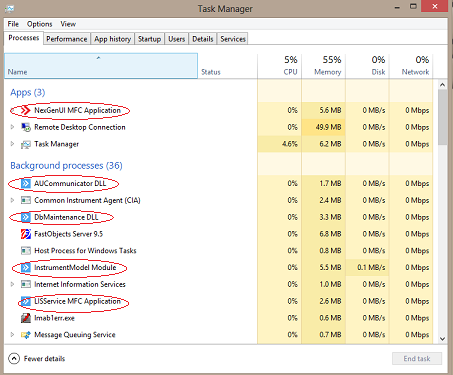 Task Manager
File Options View
Processes Performance App history Startup Users Details Services
5% 55% 0% 0%
Name Status CPU Memory Disk Network
Apps (3)
NexGenUI MFC Application 0% 5.6 MB 0 MB/s 0 Mbps
Remote Desktop Connection 0% 49.9 MB 0 MB/s 0 Mbps
Task Manager 4.6% 6.2 MB 0 MB/s 0 Mbps
Background processes (36)
AUCommunicator DLL 0% 1.7 MB 0 MB/s 0 Mbps
Common Instrument Agent (CIA) 0% 2.4 MB 0 MB/s 0 Mbps
DbMaintenance DLL 0% 3.3 MB 0 MB/s 0 Mbps
FastObjects Server 9.5 0% 6.8 MB 0 MB/s 0 Mbps
Host Process for Windows Tasks 0% 0.8 MB 0 MB/s 0 Mbps
InstrumentModel Module 0% 5.5 MB 0.1 MB/s 0 Mbps
Internet Information Services 0% 1.0 MB 0 MB/s 0 Mbps
LISService MFC Application 0% 2.6 MB 0 MB/s 0 Mbps
lmab1err.exe 0% 0.6 MB 0 MB/s 0 Mbps
Message Queuing Service 0% 0.7 MB 0 MB/s 0 Mbps
Fewer details End task